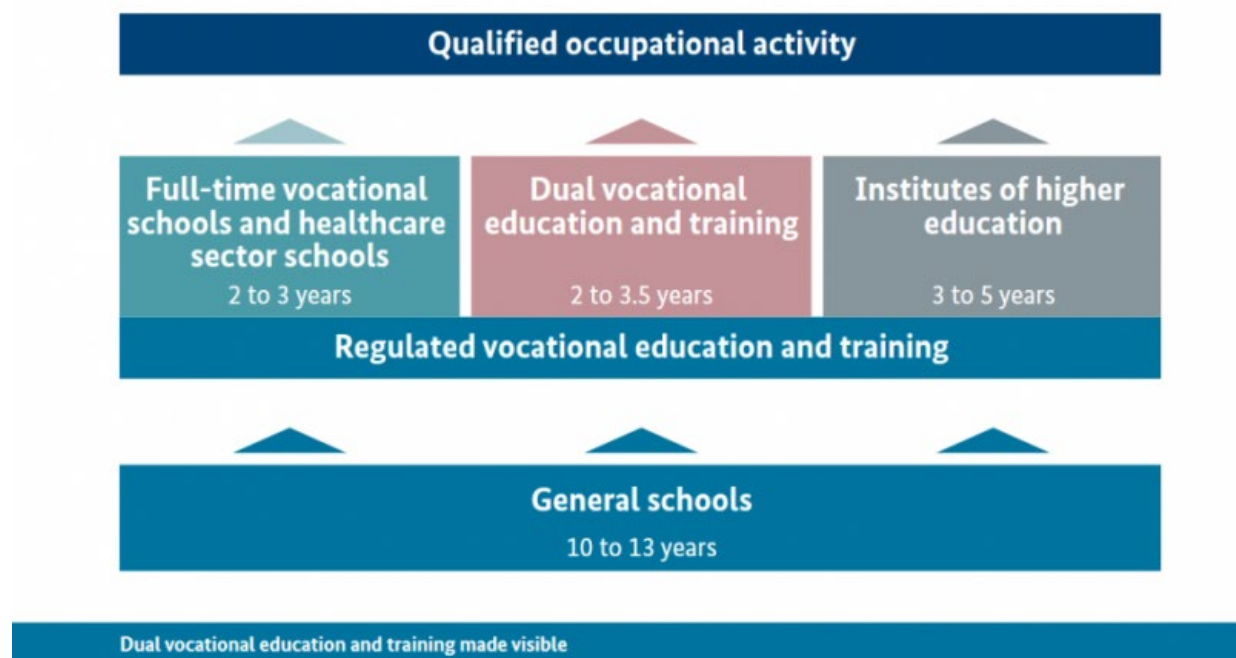 Qualified occupational activity
Full-time vocational
schools and healthcare
sector schools
2 to 3 years
Dual vocational
education and training
2 to 3.5 years
Institutes of higher
education
3 to 5 years
Regulated vocational education and training
General schools
10 to 13 years
Dual vocational education and training made visible